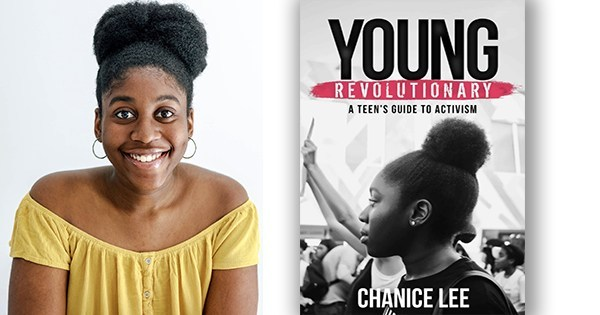 YOUNG
REVOLUTIONARY
A TEEN'S GUIDE TO ACTIVISM
CHANICE LEE